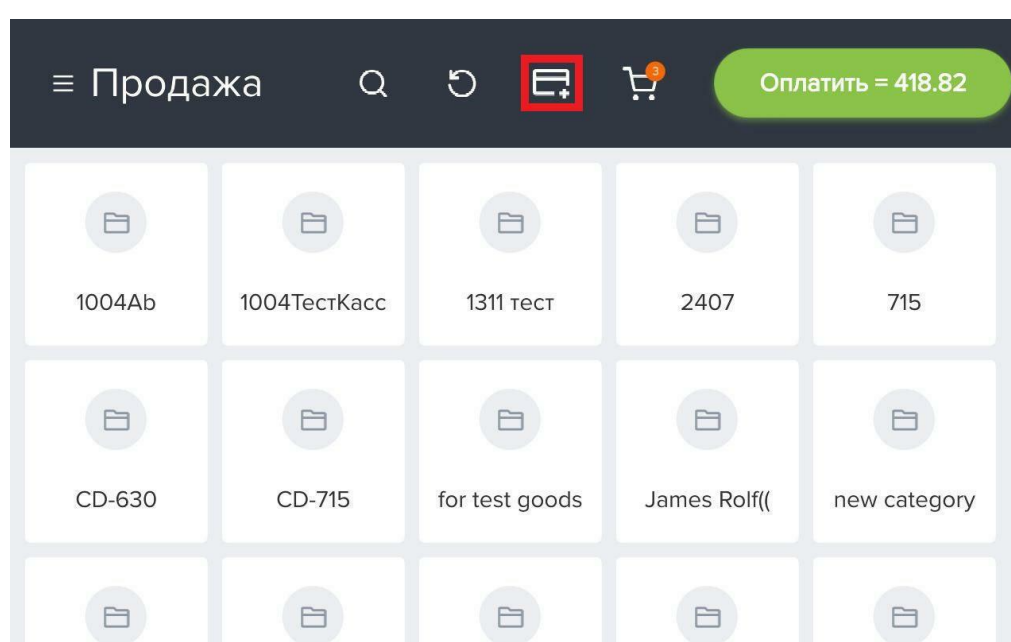 Продажа
3
Оплатить = 418.82
1004Ab
1004ТестКасс
1311 тест
2407
715
CD-630
CD-715
for test goods
James Rolf((
new category